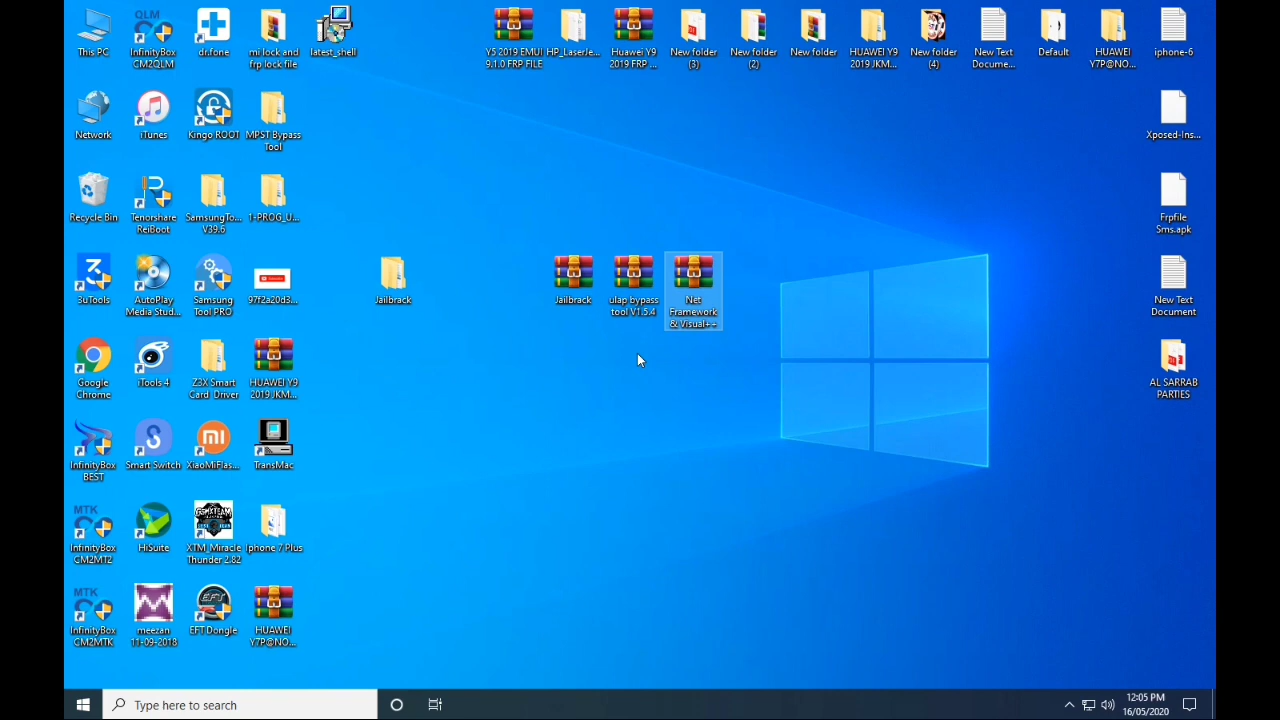 This PC
InfinityBox
CM2QLM
dr.fone
mi lock and
frp lock file
latest_shell
Y5 2019 EMUI
9.1.0 FRP FILE
HP_LaserJe...
Huawei Y9
2019 FRP ...
New folder
(3)
New folder
(2)
New folder
HUAWEI Y9
2019 JKM...
New folder
(4)
New Text
Docume...
Default
HUAWEI
Y7P@NO...
iphone-6
QLM
Network
iTunes
Kingo ROOT
MPST Bypass
Tool
Xposed-Ins...
Recycle Bin
Tenorshare
ReiBoot
SamsungTo...
V39.6
1-PROG_U...
Frpfile
Sms.apk
3uTools
AutoPlay
Media Stud...
Samsung
Tool PRO
97f2a20d3...
Jailbrack
Jailbrack
ulap bypass
tool V1.5.4
Net
Framework
& Visual++
New Text
Document
Google
Chrome
iTools 4
Z3X Smart
Card_Driver
HUAWEI Y9
2019 JKM...
AL SARRAB
PARTIES
InfinityBox
BEST
Smart Switch
XiaoMiFlas...
TransMac
MTK
InfinityBox
CM2MT2
HiSuite
XTM_Miracle
Thunder 2.82
Iphone 7 Plus
MTK
InfinityBox
CM2MTK
meezan
11-09-2018
EFT
EFT Dongle
HUAWEI
Y7P@NO...
Type here to search
12:05 PM
16/05/2020